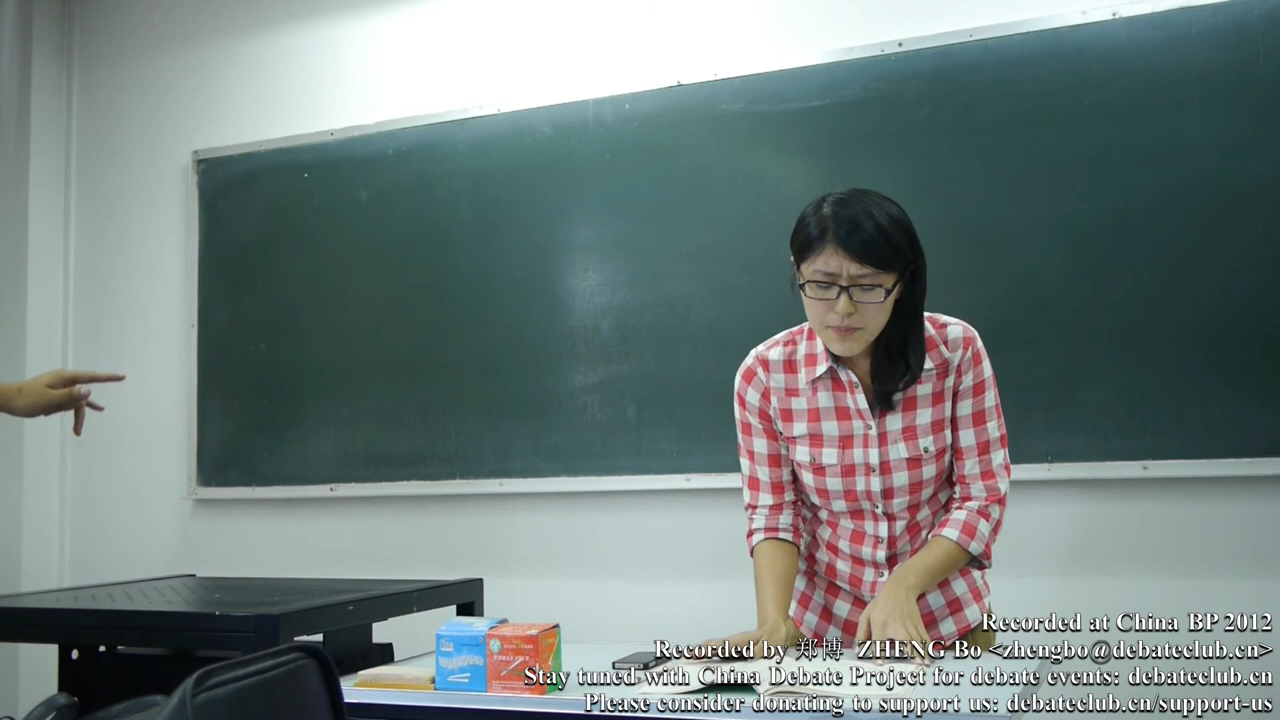 Recorded at China BP 2012
Recorded by 郑博 ZHENG Bo <zhengbo@debateclub.cn>
Stay tuned with China Debate Project for debate events: debateclub.cn
Please consider donating to support us: debateclub.cn/support-us